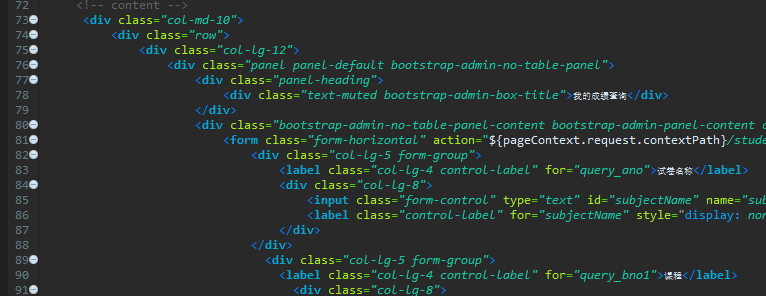 72 <!-- content -->
73 <div class="col-md-10">
74 <div class="row">
75 <div class="col-lg-12">
76 <div class="panel panel-default bootstrap-admin-no-table-panel">
77 <div class="panel-heading">
78 <div class="text-muted bootstrap-admin-box-title">我的成绩查询</div>
79 </div>
80 <div class="bootstrap-admin-no-table-panel-content bootstrap-admin-panel-content c
81 <form class="form-horizontal" action="${pageContext.request.contextPath}/stude
82 <div class="col-lg-5 form-group">
83 <label class="col-lg-4 control-label" for="query_ano">试卷名称</label>
84 <div class="col-lg-8">
85 <input class="form-control" type="text" id="subjectName" name="sub
86 <label class="control-label" for="subjectName" style="display: non
87 </div>
88 </div>
89 <div class="col-lg-5 form-group">
90 <label class="col-lg-4 control-label" for="query_bno1">课程</label>
91 <div class="col-lg-8">